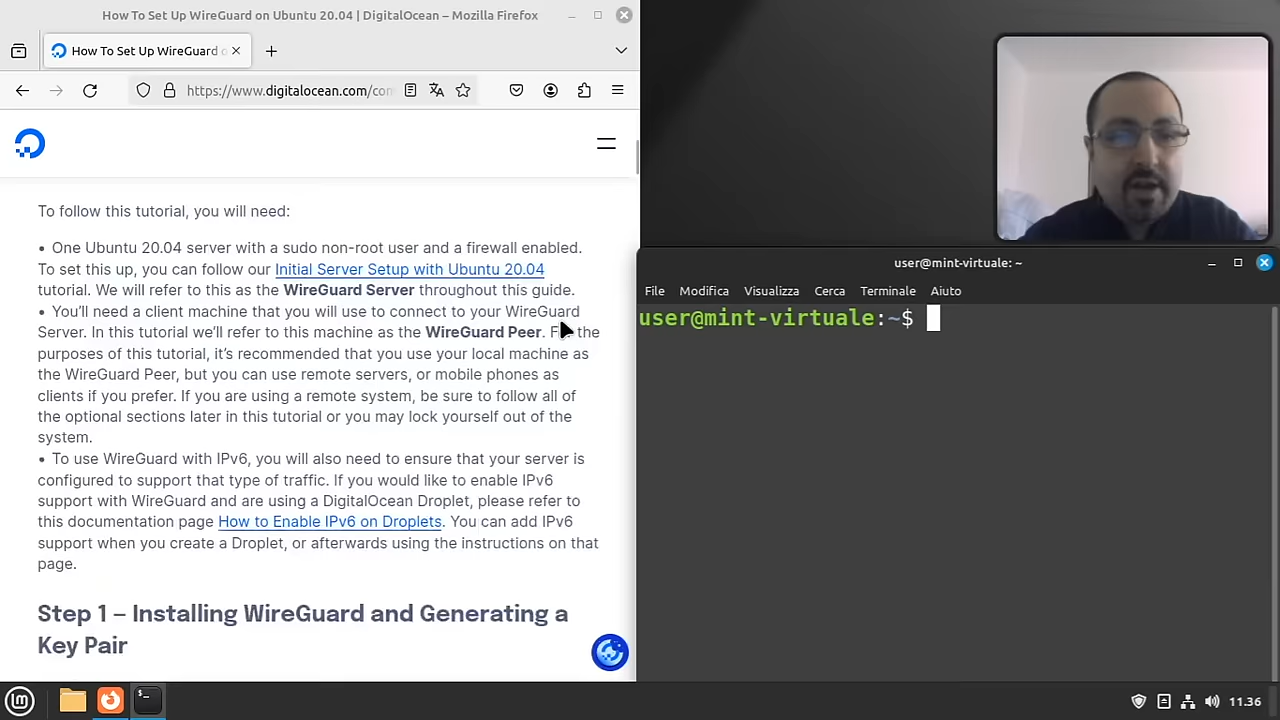 How To Set Up WireGuard on Ubuntu 20.04 | DigitalOcean — Mozilla Firefox
How To Set Up WireGuard o
https://www.digitalocean.com/con
To follow this tutorial, you will need:
• One Ubuntu 20.04 server with a sudo non-root user and a firewall enabled.
To set this up, you can follow our Initial Server Setup with Ubuntu 20.04
tutorial. We will refer to this as the WireGuard Server throughout this guide.
• You’ll need a client machine that you will use to connect to your WireGuard
Server. In this tutorial we’ll refer to this machine as the WireGuard Peer. For the
purposes of this tutorial, it’s recommended that you use your local machine as
the WireGuard Peer, but you can use remote servers, or mobile phones as
clients if you prefer. If you are using a remote system, be sure to follow all of
the optional sections later in this tutorial or you may lock yourself out of the
system.
• To use WireGuard with IPv6, you will also need to ensure that your server is
configured to support that type of traffic. If you would like to enable IPv6
support with WireGuard and are using a DigitalOcean Droplet, please refer to
this documentation page How to Enable IPv6 on Droplets. You can add IPv6
support when you create a Droplet, or afterwards using the instructions on that
page.
Step 1 — Installing WireGuard and Generating a
Key Pair
user@mint-virtuale: ~
File Modifica Visualizza Cerca Terminale Aiuto
user@mint-virtuale:~$
11.36